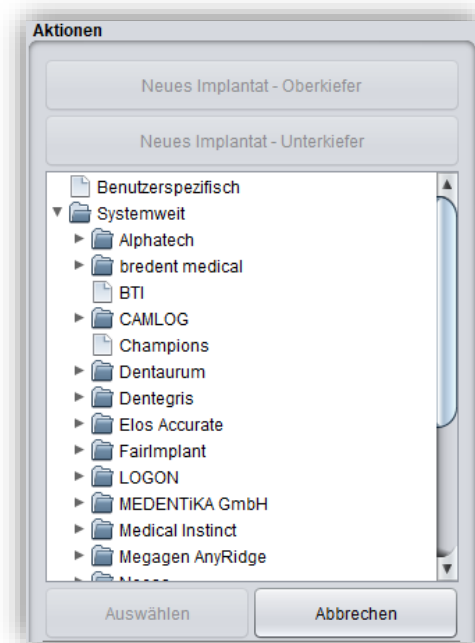 Aktionen
Neues Implantat - Oberkiefer
Neues Implantat - Unterkiefer
Benutzerspezifisch
Systemweit
Alphatech
bredent medical
BTI
CAMLOG
Champions
Dentaurum
Dentegris
Elos Accurate
FairImplant
LOGON
MEDENTiKA GmbH
Medical Instinct
Megagen AnyRidge
Auswählen Abbrechen